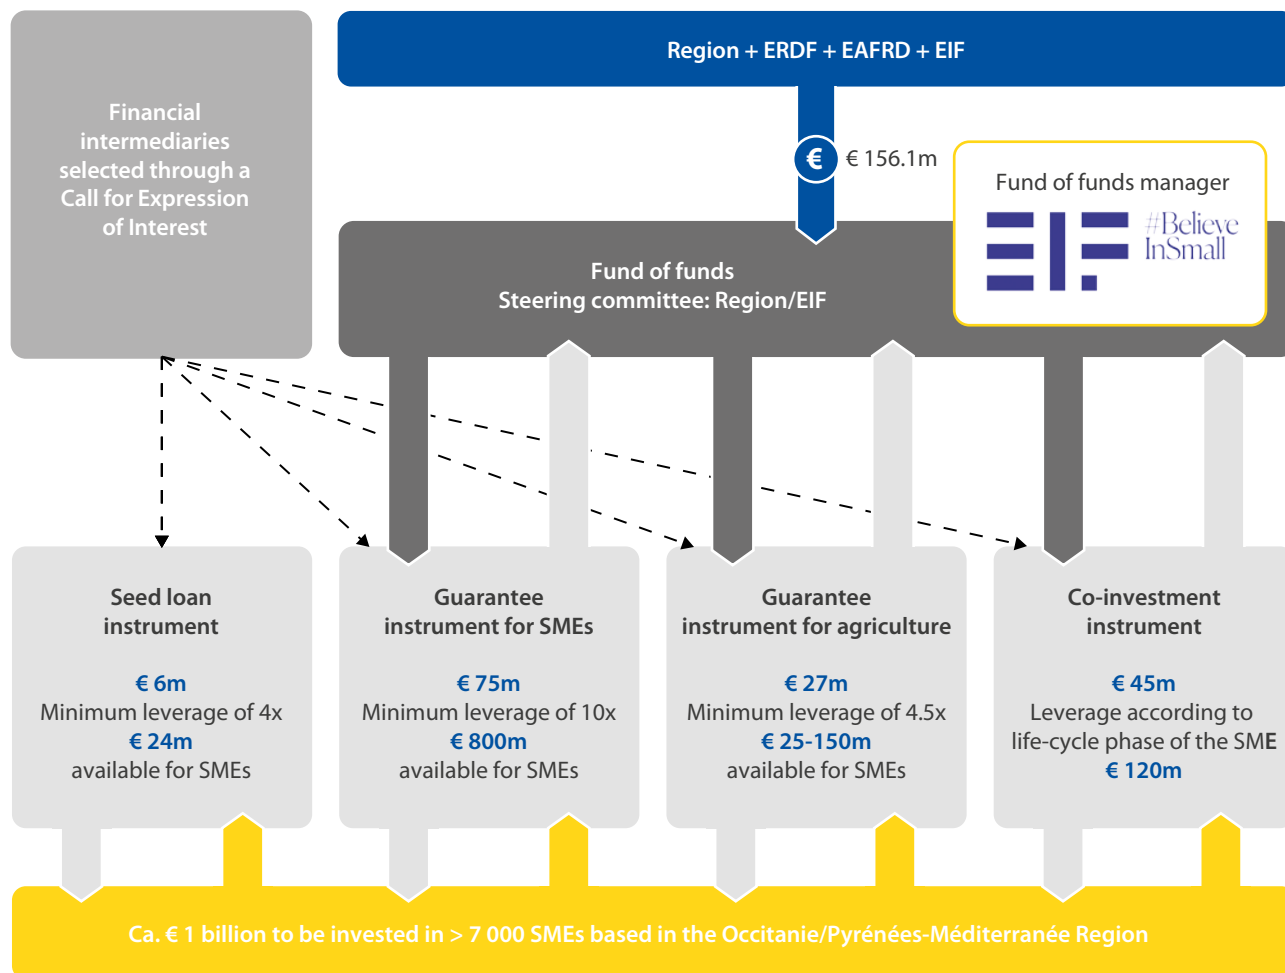 Financial
intermediaries
selected through a
Call for Expression
of Interest
Region + ERDF + EAFRD + EIF
€
€ 156.1m
Fund of funds manager
EIF
#Believe
InSmall
Fund of funds
Steering committee: Region/EIF
Seed loan
instrument
€ 6m
Minimum leverage of 4x
€ 24m
available for SMEs
Guarantee
instrument for SMEs
€ 75m
Minimum leverage of 10x
€ 800m
available for SMEs
Guarantee
instrument for agriculture
€ 27m
Minimum leverage of 4.5x
€ 25-150m
available for SMEs
Co-investment
instrument
€ 45m
Leverage according to
life-cycle phase of the SME
€ 120m
Ca. € 1 billion to be invested in > 7 000 SMEs based in the Occitanie/Pyrénées-Méditerranée Region